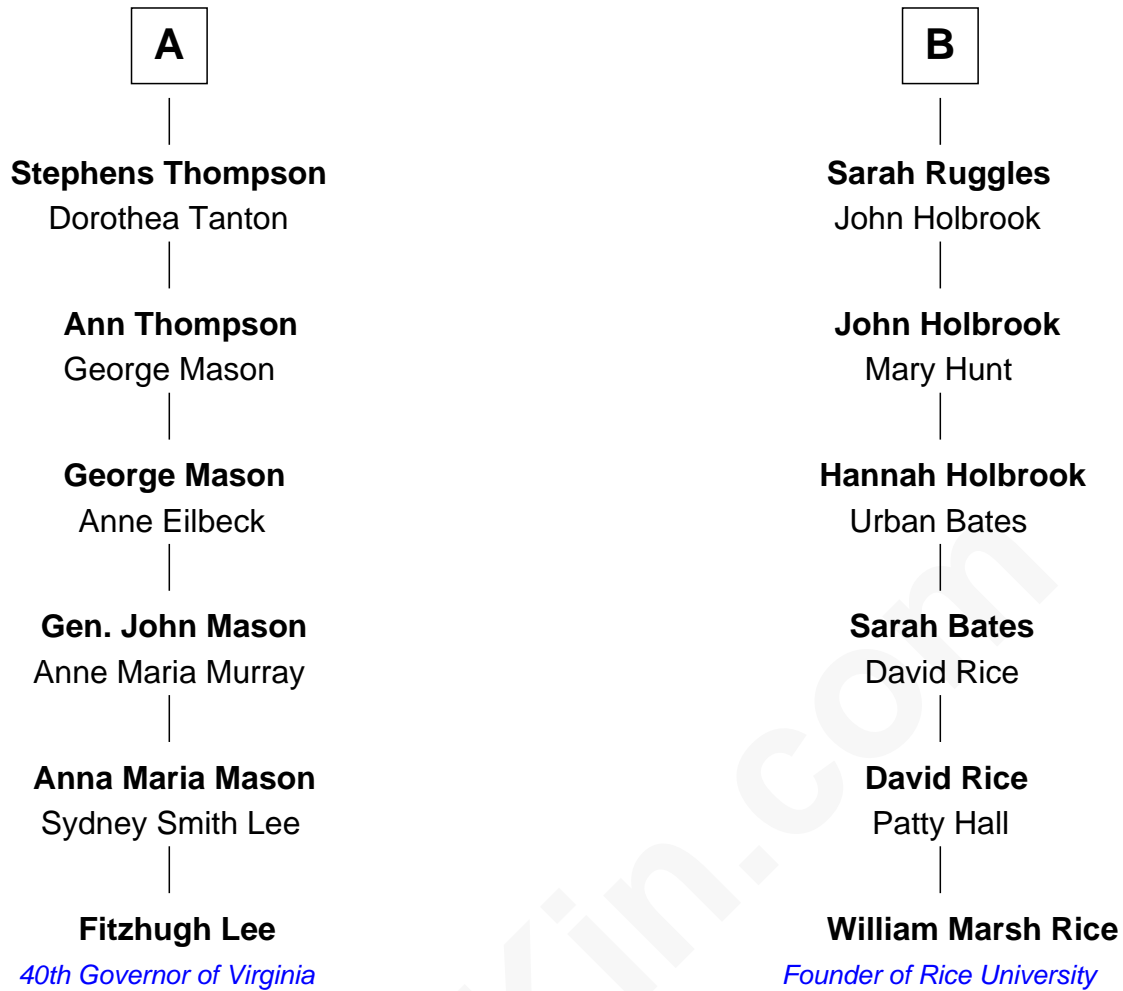 A
Stephens Thompson
Dorothea Tanton
Ann Thompson
George Mason
George Mason
Anne Eilbeck
Gen. John Mason
Anne Maria Murray
Anna Maria Mason
Sydney Smith Lee
Fitzhugh Lee
40th Governor of Virginia
B
Sarah Ruggles
John Holbrook
John Holbrook
Mary Hunt
Hannah Holbrook
Urban Bates
Sarah Bates
David Rice
David Rice
Patty Hall
William Marsh Rice
Founder of Rice University